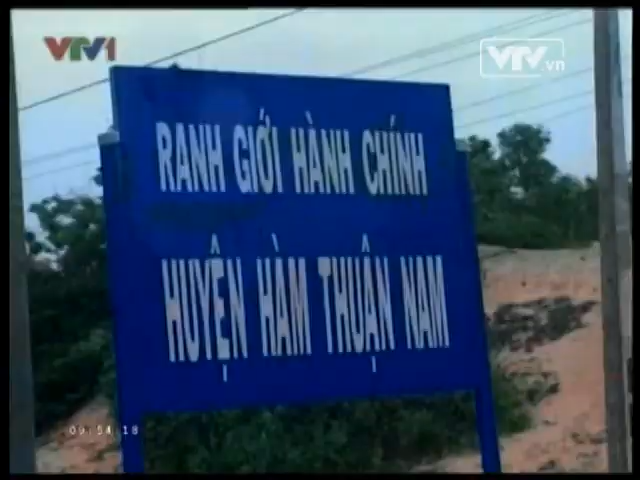 VTV1
VTV.vn
RANH GIỚI HÀNH CHÍNH
HUYỆN HÀM THUẬN NAM
09:54:18